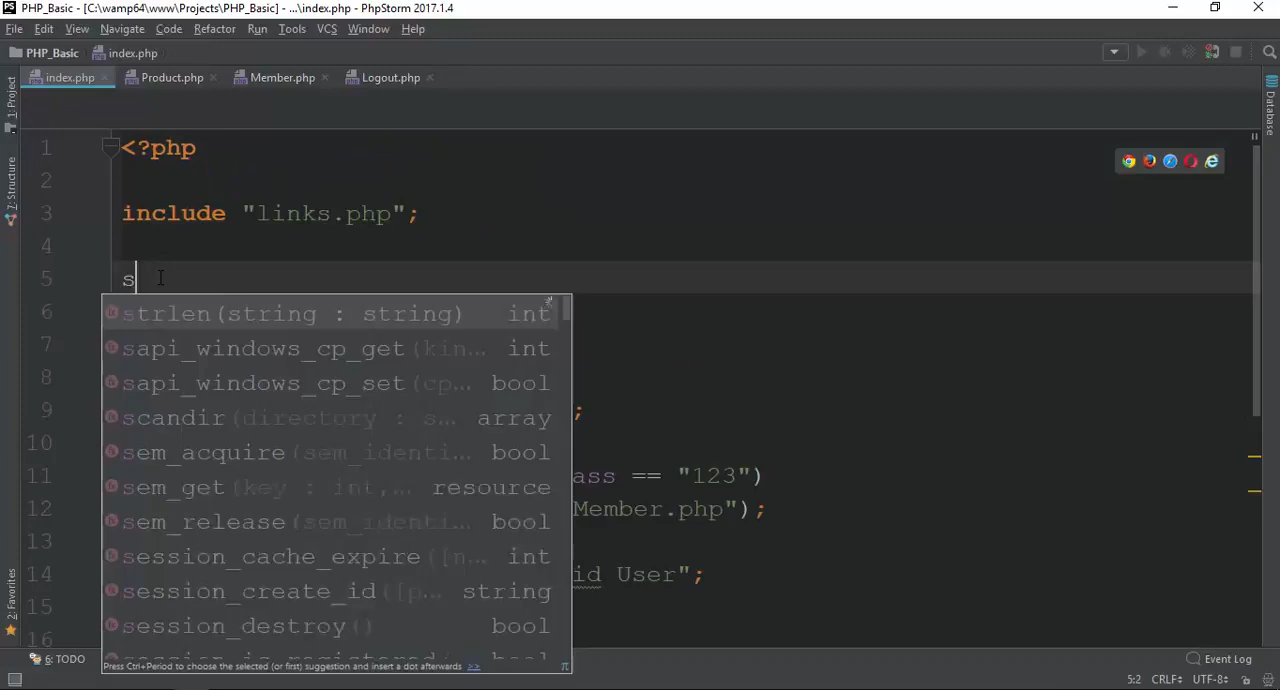 PS PHP_Basic - [C:\wamp64\www\Projects\PHP_Basic] - ...\index.php - PhpStorm 2017.1.4
File Edit View Navigate Code Refactor Run Tools VCS Window Help
PHP_Basic index.php
index.php Product.php Member.php Logout.php
1: Project
7: Structure
2: Favorites
Database
1 <?php
2
3 include "links.php";
4
5 s
6 strlen(string : string) int
7 sapi_windows_cp_get(kin... int
8 sapi_windows_cp_set(cp... bool
9 scandir(directory : s... array ;
10 sem_acquire(sem_identi... bool
11 sem_get(key : int,... resource ass == "123")
12 sem_release(sem_identi... bool Member.php");
13 session_cache_expire([n... int
14 session_create_id([p... string id User";
15 session_destroy() bool
16 session_is_registered( bool
Press Ctrl+Period to choose the selected (or first) suggestion and insert a dot afterwards >> π
6: TODO Event Log
5:2 CRLF UTF-8